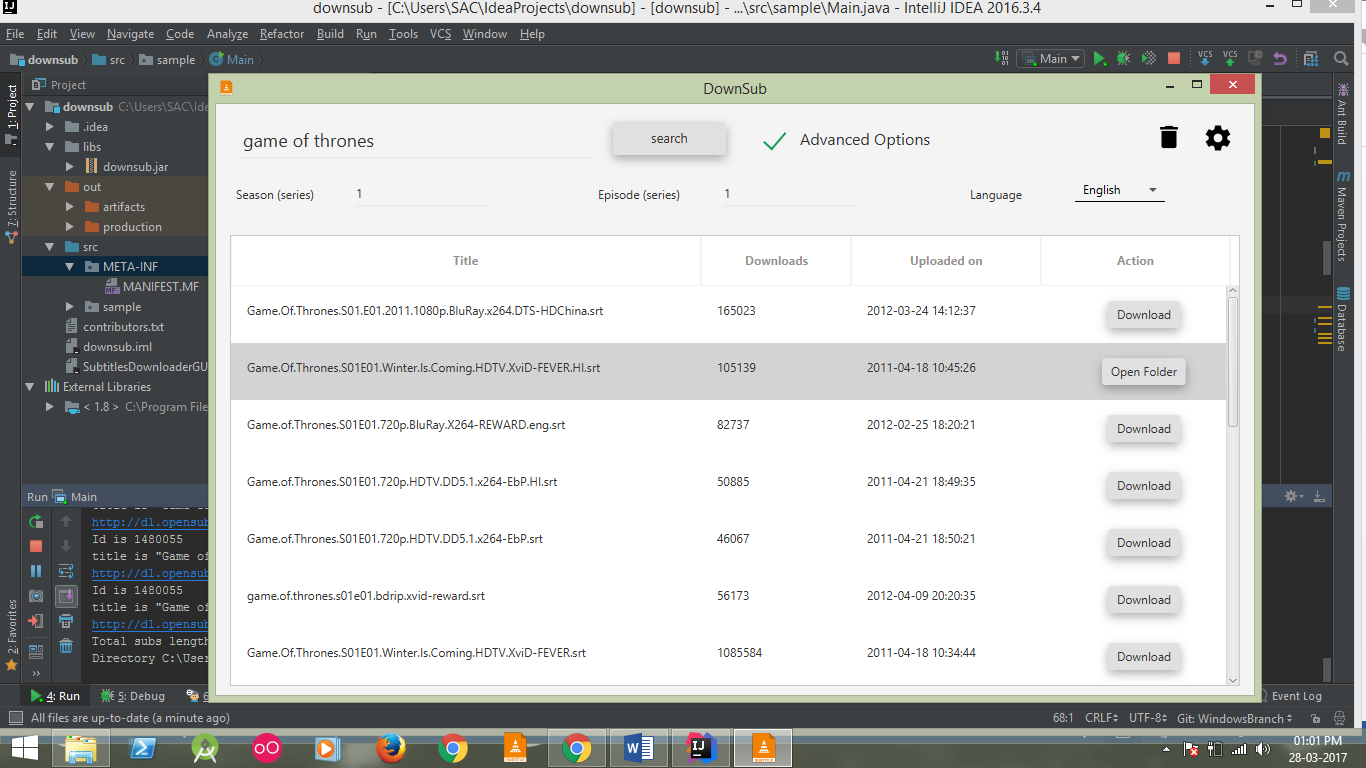 downsub - [C:\Users\SAC\IdeaProjects\downsub] - [downsub] - ...\src\sample\Main.java - IntelliJ IDEA 2016.3.4
File Edit View Navigate Code Analyze Refactor Build Run Tools VCS Window Help
downsub src sample Main
Main
VCS VCS
1: Project
7: Structure
2: Favorites
Project
downsub C:\Users\SAC\Ide
.idea
libs
downsub.jar
out
artifacts
production
src
META-INF
MANIFEST.MF
sample
contributors.txt
downsub.iml
SubtitlesDownloaderGU
External Libraries
< 1.8 > C:\Program File
DownSub
game of thrones search Advanced Options
Season (series) 1 Episode (series) 1 Language English
Title Downloads Uploaded on Action
Game.Of.Thrones.S01.E01.2011.1080p.BluRay.x264.DTS-HDChina.srt 165023 2012-03-24 14:12:37 Download
Game.Of.Thrones.S01E01.Winter.Is.Coming.HDTV.XviD-FEVER.HI.srt 105139 2011-04-18 10:45:26 Open Folder
Game.of.Thrones.S01E01.720p.BluRay.X264-REWARD.eng.srt 82737 2012-02-25 18:20:21 Download
Game.of.Thrones.S01E01.720p.HDTV.DD5.1.x264-EbP.HI.srt 50885 2011-04-21 18:49:35 Download
Game.of.Thrones.S01E01.720p.HDTV.DD5.1.x264-EbP.srt 46067 2011-04-21 18:50:21 Download
game.of.thrones.s01e01.bdrip.xvid-reward.srt 56173 2012-04-09 20:20:35 Download
Game.Of.Thrones.S01E01.Winter.Is.Coming.HDTV.XviD-FEVER.srt 1085584 2011-04-18 10:34:44 Download
Ant Build
Maven Projects
Database
Run Main
http://dl.opensub
Id is 1480055
title is "Game of
http://dl.opensub
Id is 1480055
title is "Game of
http://dl.opensub
Total subs length
Directory C:\User
4: Run 5: Debug 6 Event Log
All files are up-to-date (a minute ago) 68:1 CRLF UTF-8 Git: WindowsBranch
01:01 PM
28-03-2017